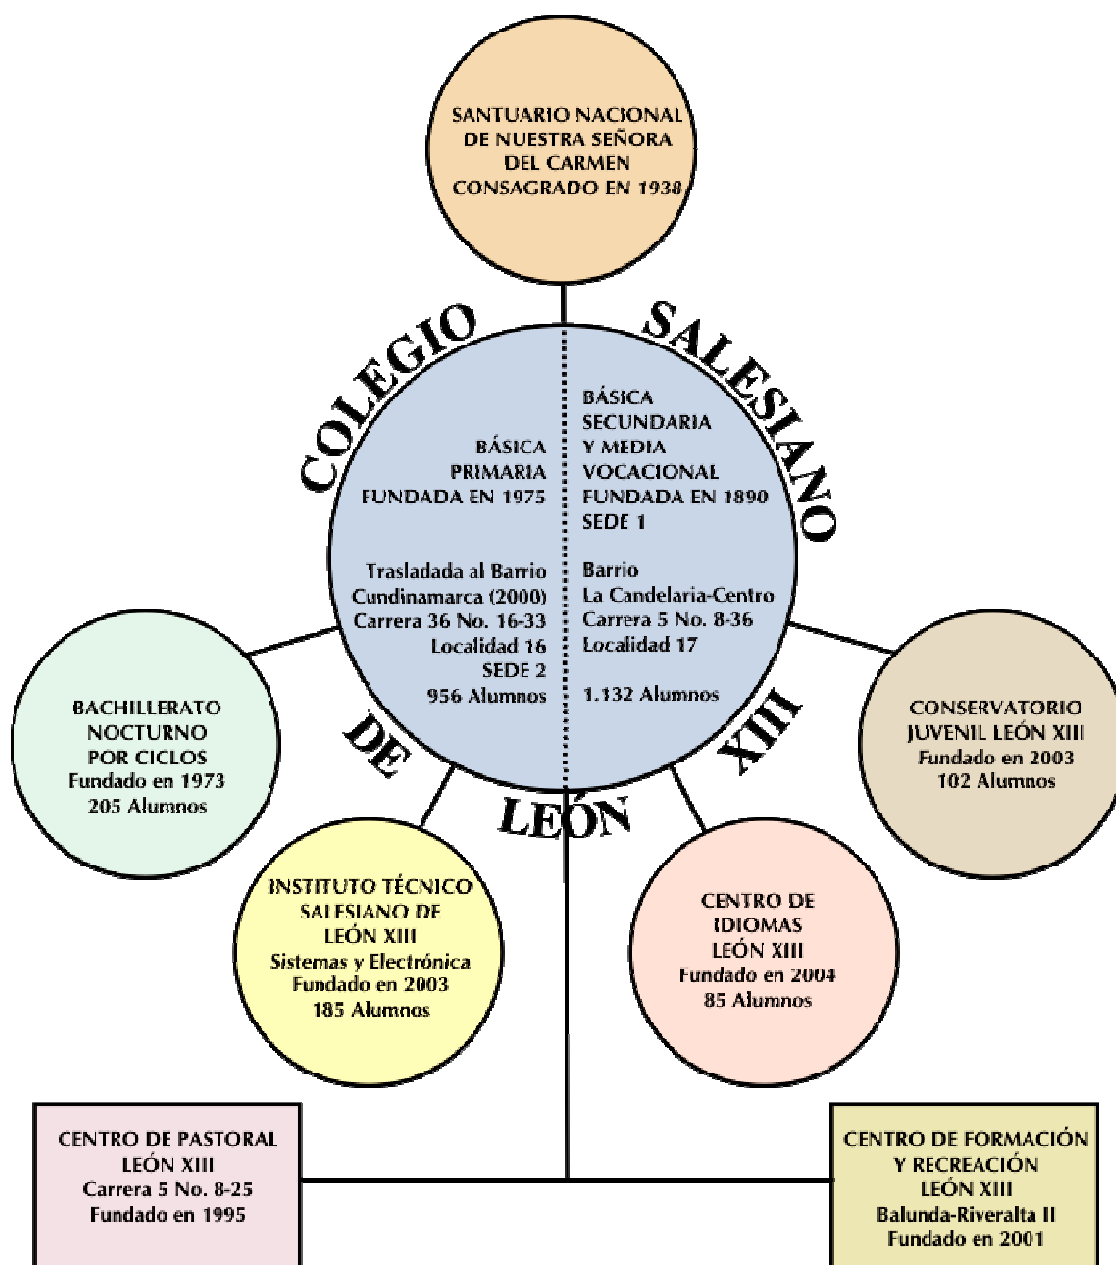 SANTUARIO NACIONAL
DE NUESTRA SEÑORA
DEL CARMEN
CONSAGRADO EN 1938
COLEGIO SALESIANO
DE LEÓN XIII
BÁSICA
PRIMARIA
FUNDADA EN 1975
Trasladada al Barrio
Cundinamarca (2000)
Carrera 36 No. 16-33
Localidad 16
SEDE 2
956 Alumnos
BÁSICA
SECUNDARIA
Y MEDIA
VOCACIONAL
FUNDADA EN 1890
SEDE 1
Barrio
La Candelaria-Centro
Carrera 5 No. 8-36
Localidad 17
1.132 Alumnos
BACHILLERATO
NOCTURNO
POR CICLOS
Fundado en 1973
205 Alumnos
CONSERVATORIO
JUVENIL LEÓN XIII
Fundado en 2003
102 Alumnos
INSTITUTO TÉCNICO
SALESIANO DE
LEÓN XIII
Sistemas y Electrónica
Fundado en 2003
185 Alumnos
CENTRO DE
IDIOMAS
LEÓN XIII
Fundado en 2004
85 Alumnos
CENTRO DE PASTORAL
LEÓN XIII
Carrera 5 No. 8-25
Fundado en 1995
CENTRO DE FORMACIÓN
Y RECREACIÓN
LEÓN XIII
Balunda-Riveralta II
Fundado en 2001